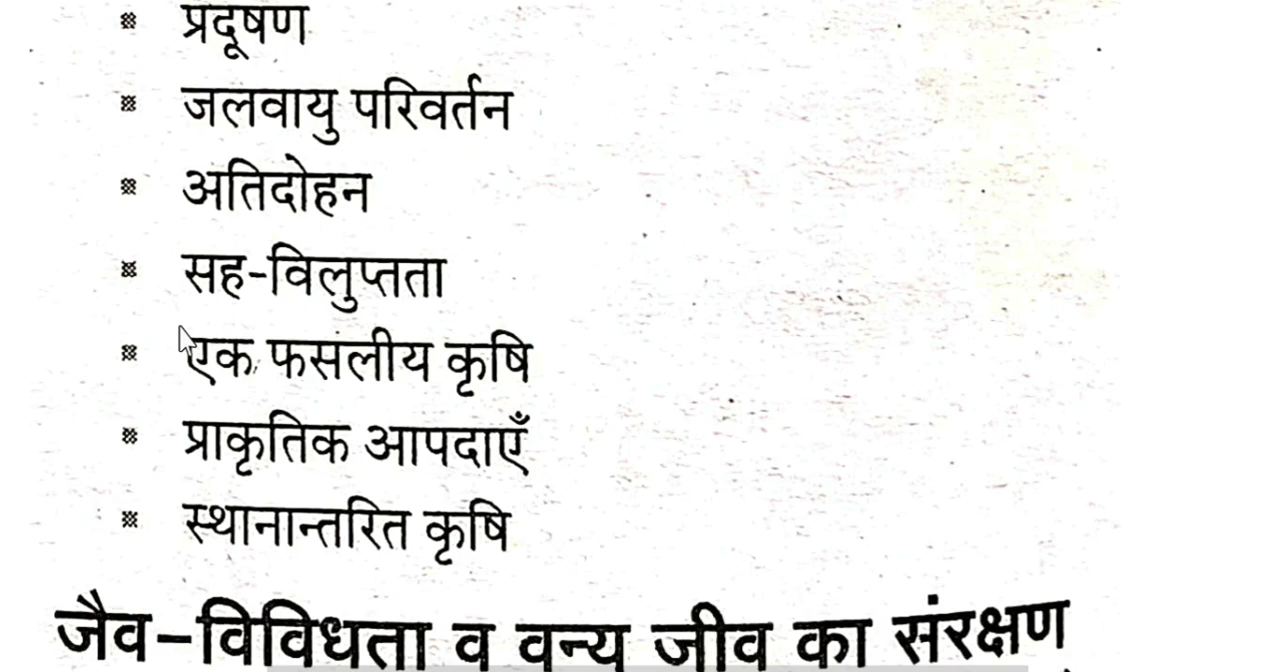 प्रदूषण
जलवायु परिवर्तन
अतिदोहन
सह-विलुप्तता
एक फसलीय कृषि
प्राकृतिक आपदाएँ
स्थानान्तरित कृषि
जैव-विविधता व वन्य जीव का संरक्षण